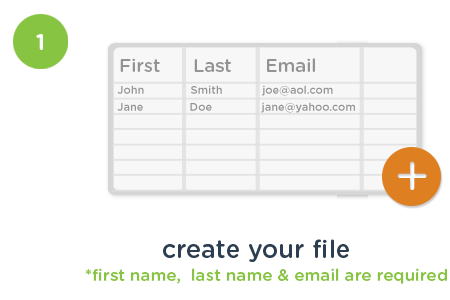 1
First Last Email
John Smith joe@aol.com
Jane Doe jane@yahoo.com
create your file
*first name, last name & email are required